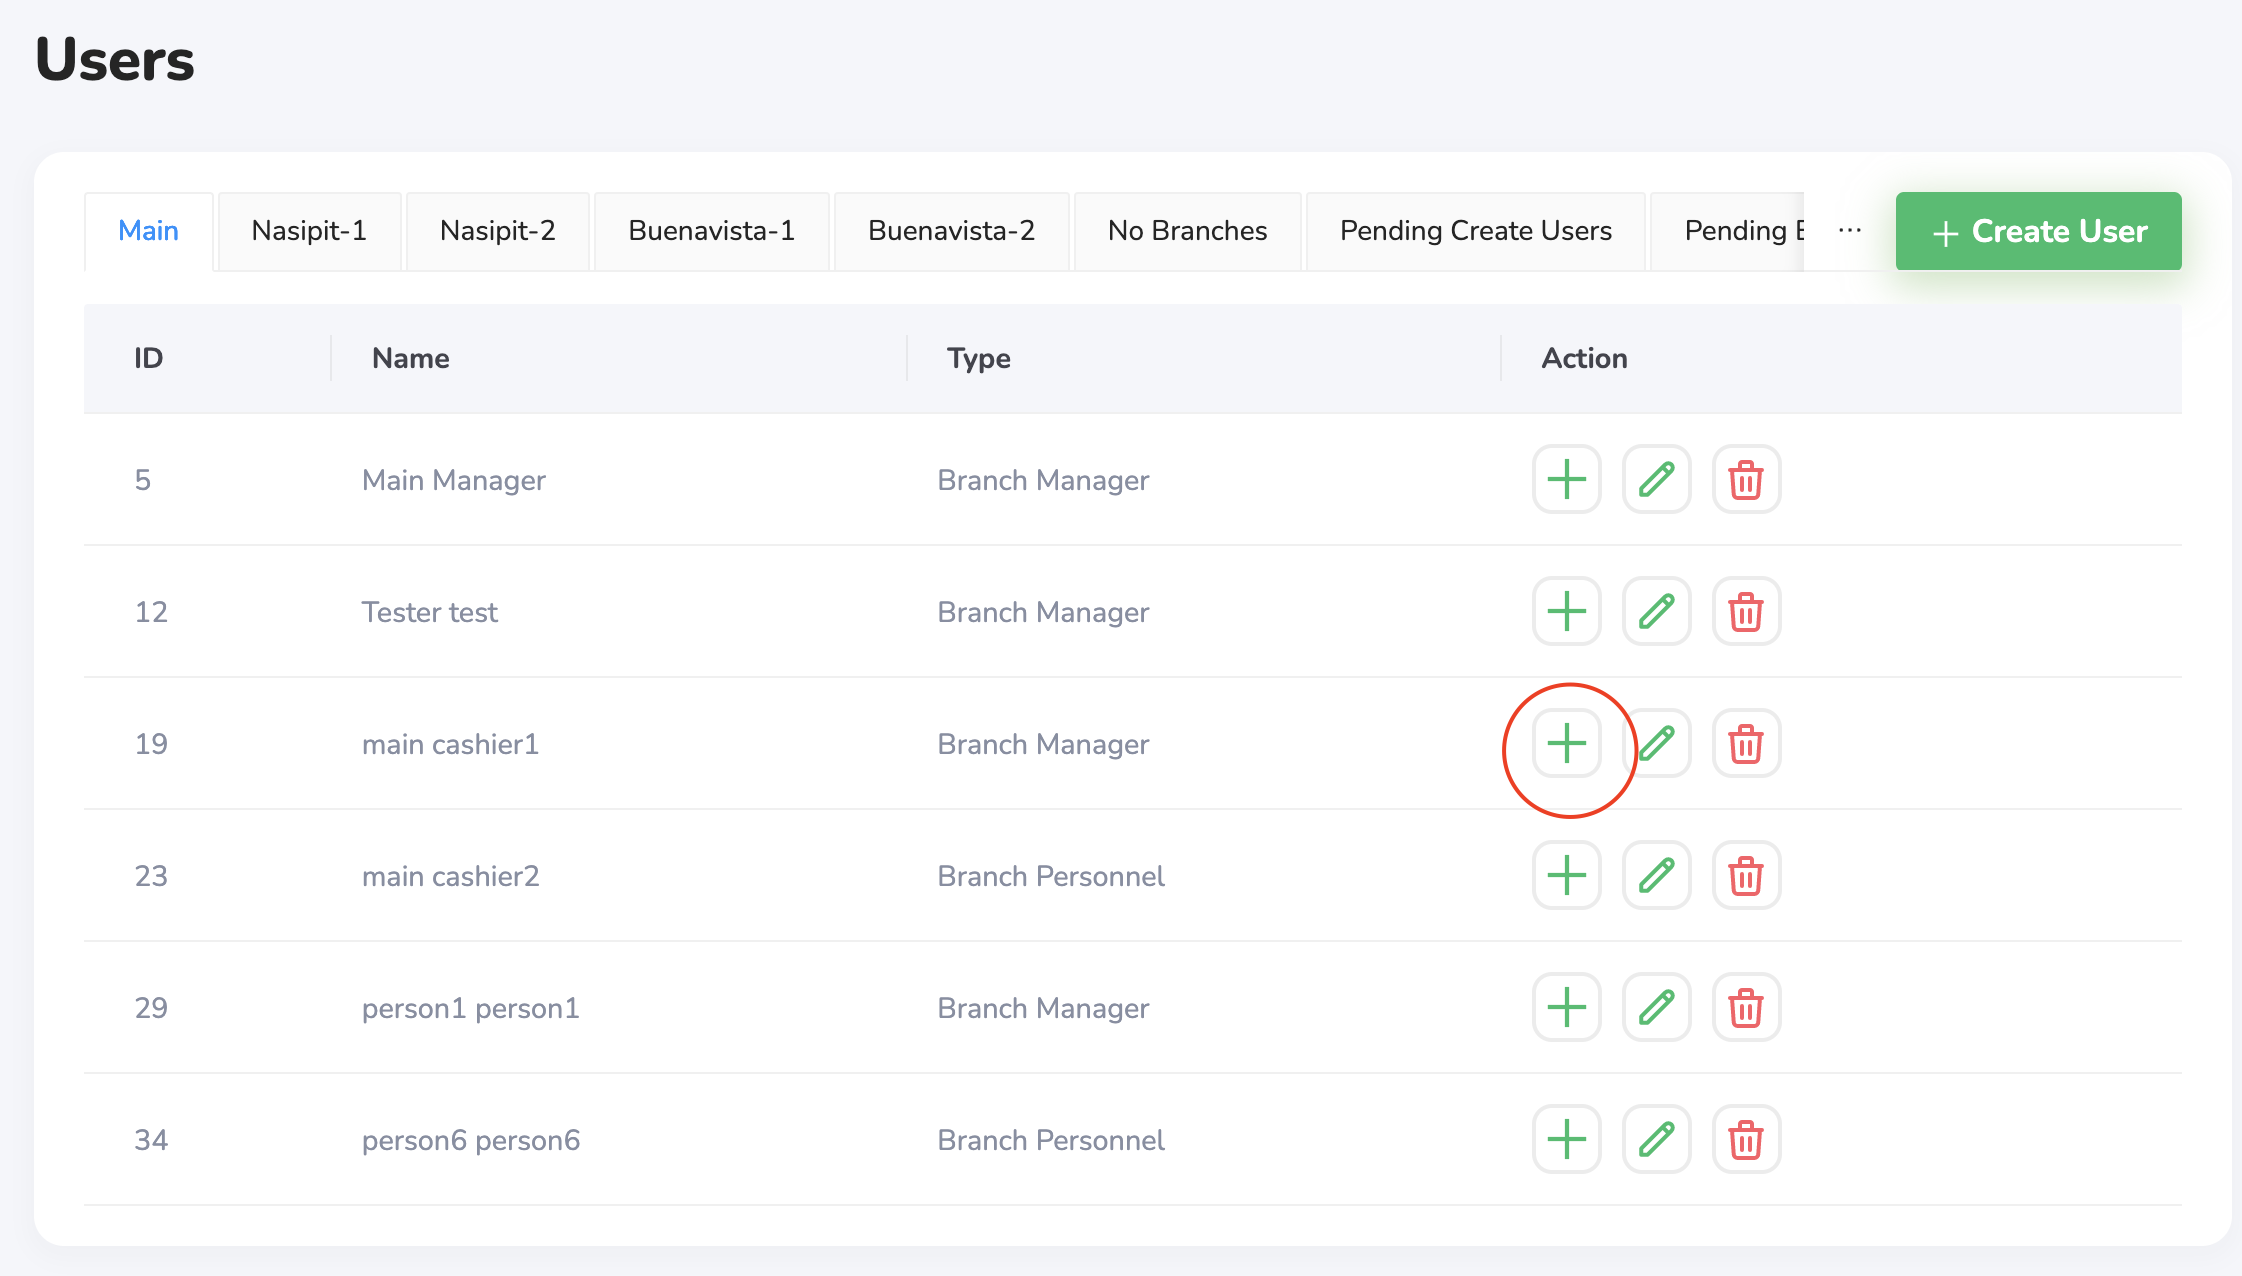 Users
Main Nasipit-1 Nasipit-2 Buenavista-1 Buenavista-2 No Branches Pending Create Users Pending ··· + Create User
ID Name Type Action
5 Main Manager Branch Manager
12 Tester test Branch Manager
19 main cashier1 Branch Manager
23 main cashier2 Branch Personnel
29 person1 person1 Branch Manager
34 person6 person6 Branch Personnel